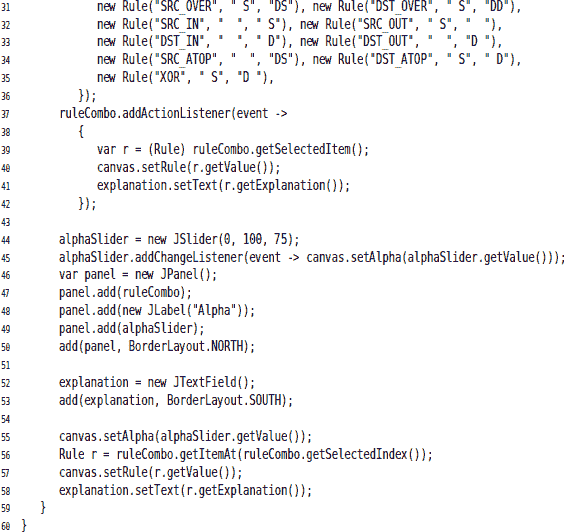 31 new Rule("SRC_OVER", " S", "DS"), new Rule("DST_OVER", " S", "DD"),
32 new Rule("SRC_IN", "  ", " S"), new Rule("SRC_OUT", " S", "  "),
33 new Rule("DST_IN", "  ", " D"), new Rule("DST_OUT", "  ", "D "),
34 new Rule("SRC_ATOP", "  ", "DS"), new Rule("DST_ATOP", " S", " D"),
35 new Rule("XOR", " S", "D "),
36 });
37 ruleCombo.addActionListener(event ->
38 {
39 var r = (Rule) ruleCombo.getSelectedItem();
40 canvas.setRule(r.getValue());
41 explanation.setText(r.getExplanation());
42 });
43
44 alphaSlider = new JSlider(0, 100, 75);
45 alphaSlider.addChangeListener(event -> canvas.setAlpha(alphaSlider.getValue()));
46 var panel = new JPanel();
47 panel.add(ruleCombo);
48 panel.add(new JLabel("Alpha"));
49 panel.add(alphaSlider);
50 add(panel, BorderLayout.NORTH);
51
52 explanation = new JTextField();
53 add(explanation, BorderLayout.SOUTH);
54
55 canvas.setAlpha(alphaSlider.getValue());
56 Rule r = ruleCombo.getItemAt(ruleCombo.getSelectedIndex());
57 canvas.setRule(r.getValue());
58 explanation.setText(r.getExplanation());
59 }
60 }